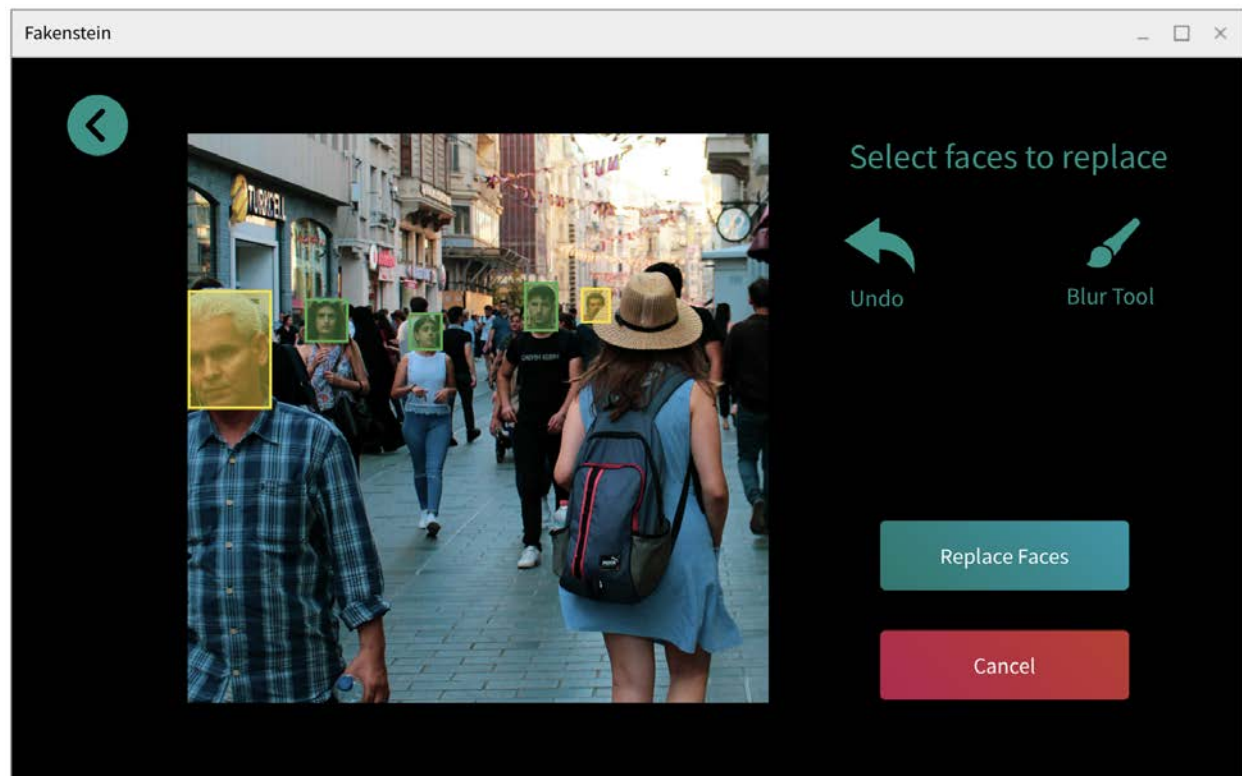 Fakenstein
Select faces to replace
Undo
Blur Tool
TURKCELL
Replace Faces
Cancel